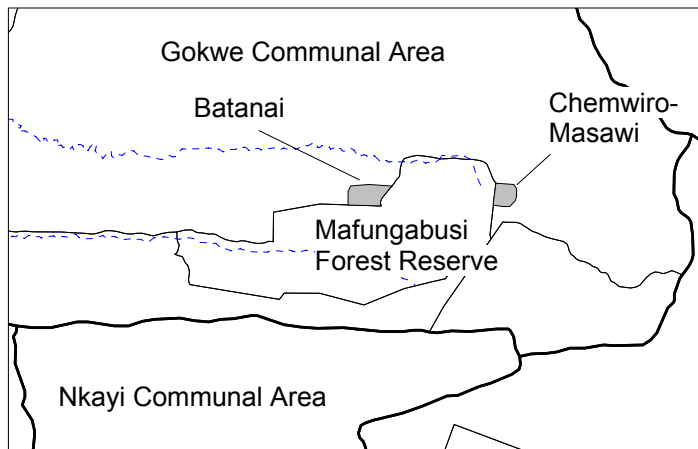 Gokwe Communal Area
Batanai
Chemwiro-
Masawi
Mafungabusi
Forest Reserve
Nkayi Communal Area